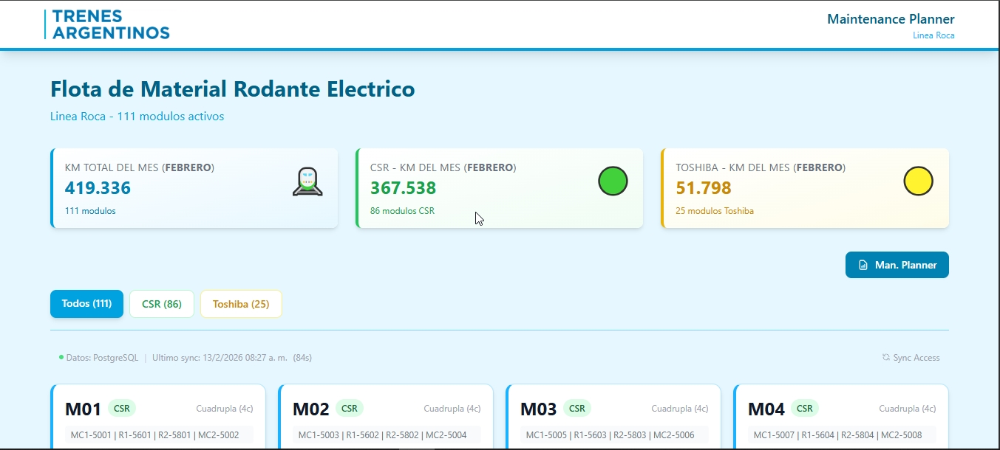 TRENES
ARGENTINOS
Maintenance Planner
Linea Roca
Flota de Material Rodante Electrico
Linea Roca - 111 modulos activos
KM TOTAL DEL MES (FEBRERO)
419.336
111 modulos
CSR - KM DEL MES (FEBRERO)
367.538
86 modulos CSR
TOSHIBA - KM DEL MES (FEBRERO)
51.798
25 modulos Toshiba
Man. Planner
Todos (111)
CSR (86)
Toshiba (25)
Datos: PostgreSQL | Ultimo sync: 13/2/2026 08:27 a. m. (84s)
Sync Access
M01 CSR Cuadrupla (4c)
MC1-5001 | R1-5601 | R2-5801 | MC2-5002
M02 CSR Cuadrupla (4c)
MC1-5003 | R1-5602 | R2-5802 | MC2-5004
M03 CSR Cuadrupla (4c)
MC1-5005 | R1-5603 | R2-5803 | MC2-5006
M04 CSR Cuadrupla (4c)
MC1-5007 | R1-5604 | R2-5804 | MC2-5008